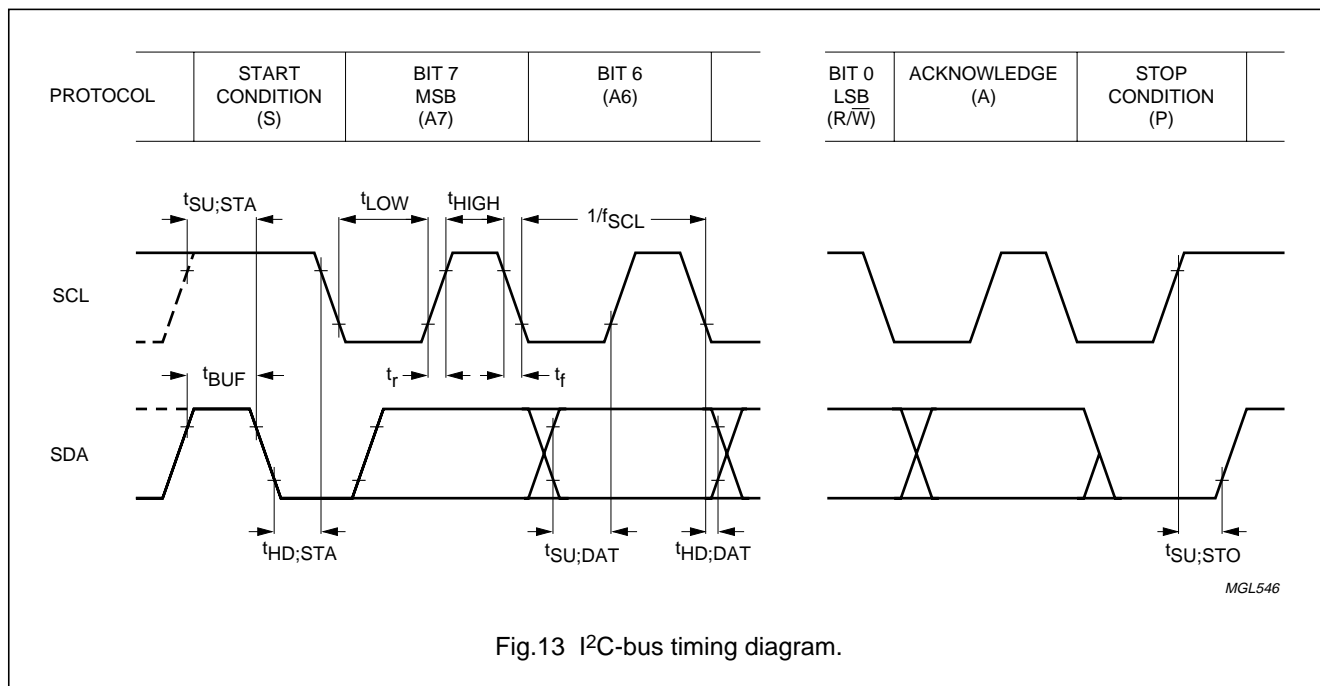 PROTOCOL
START
CONDITION
(S)
BIT 7
MSB
(A7)
BIT 6
(A6)
BIT 0
LSB
(R/W̅)
ACKNOWLEDGE
(A)
STOP
CONDITION
(P)
tSU;STA
tLOW
tHIGH
1/fSCL
SCL
tBUF
tr
tf
SDA
tHD;STA
tSU;DAT
tHD;DAT
tSU;STO
MGL546
Fig.13 I²C-bus timing diagram.